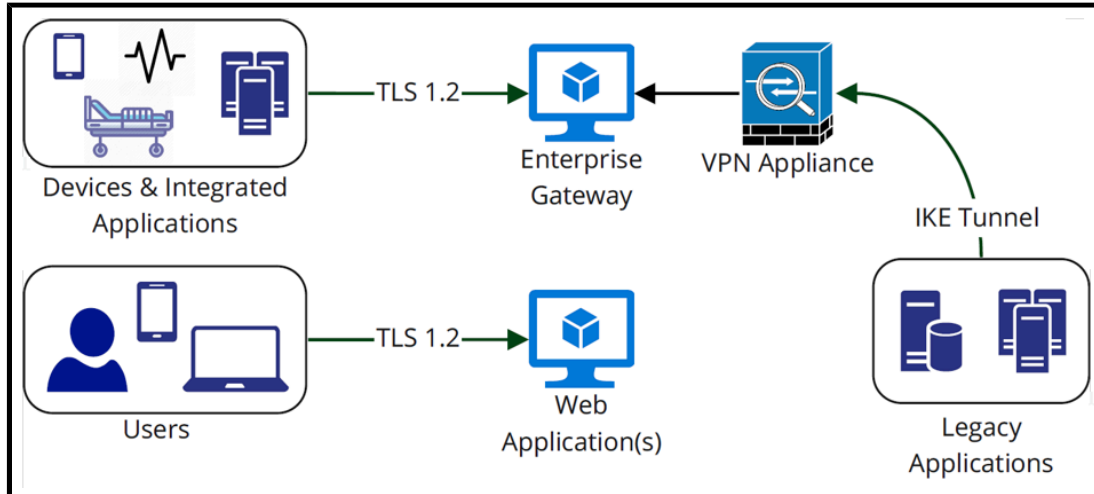 TLS 1.2
Enterprise
Gateway
VPN Appliance
Devices & Integrated
Applications
IKE Tunnel
TLS 1.2
Users
Web
Application(s)
Legacy
Applications